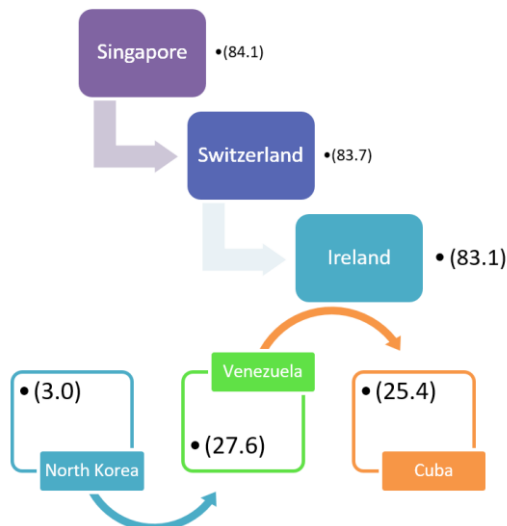 Singapore
•(84.1)
Switzerland
•(83.7)
Ireland
• (83.1)
• (3.0)
North Korea
Venezuela
• (27.6)
• (25.4)
Cuba